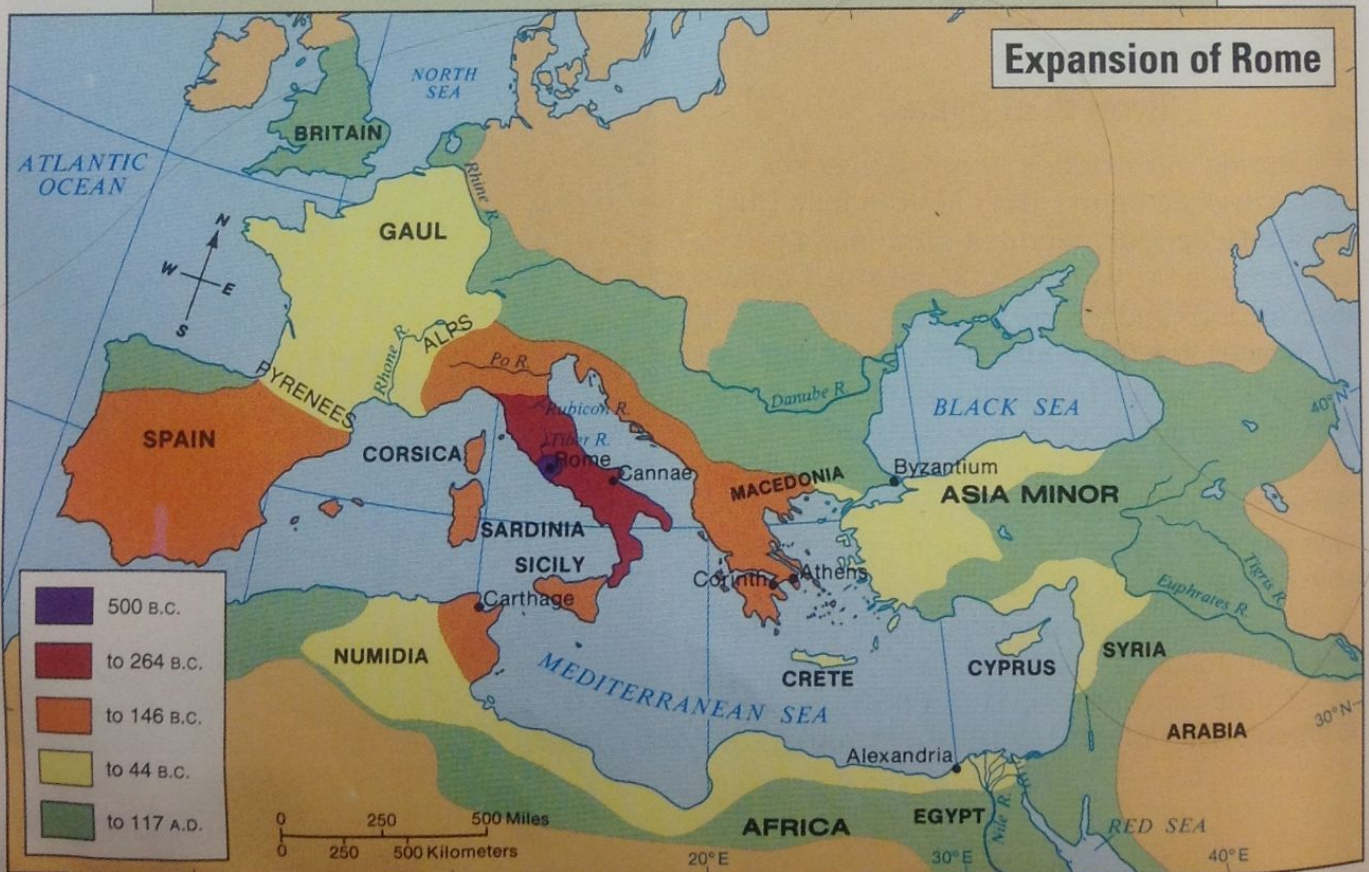 Expansion of Rome
NORTH
SEA
BRITAIN
ATLANTIC
OCEAN
Rhine R.
N
W
E
S
GAUL
ALPS
Rhone R.
Po R.
PYRENEES
Danube R.
BLACK SEA
40° N
Rubicon R.
Tiber R.
SPAIN
CORSICA
Rome
Cannae
Byzantium
MACEDONIA
ASIA MINOR
SARDINIA
SICILY
Corinth
Athens
Tigris R.
Euphrates R.
Carthage
NUMIDIA
SYRIA
CRETE
CYPRUS
MEDITERRANEAN SEA
30° N
ARABIA
Alexandria
EGYPT
Nile R.
AFRICA
RED SEA
20° E
30° E
40° E
500 B.C.
to 264 B.C.
to 146 B.C.
to 44 B.C.
to 117 A.D.
0 250 500 Miles
0 250 500 Kilometers